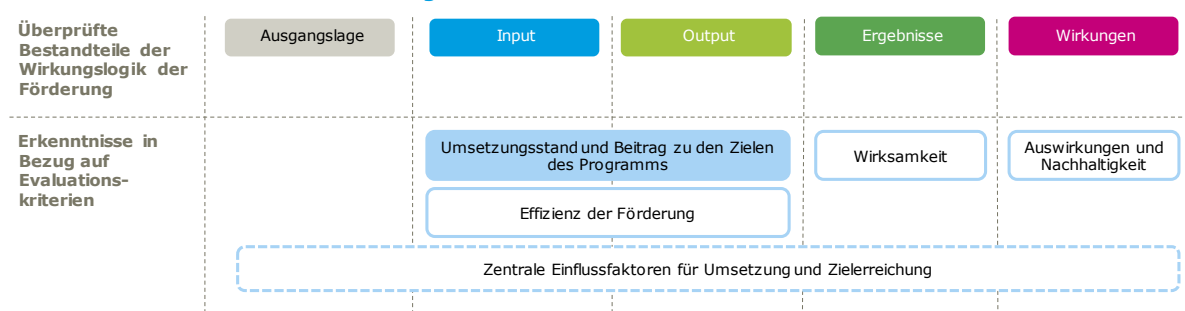 Überprüfte
Bestandteile der
Wirkungslogik der
Förderung
Ausgangslage
Input
Output
Ergebnisse
Wirkungen
Erkenntnisse in
Bezug auf
Evaluations-
kriterien
Umsetzungsstand und Beitrag zu den Zielen
des Programms
Wirksamkeit
Auswirkungen und
Nachhaltigkeit
Effizienz der Förderung
Zentrale Einflussfaktoren für Umsetzung und Zielerreichung